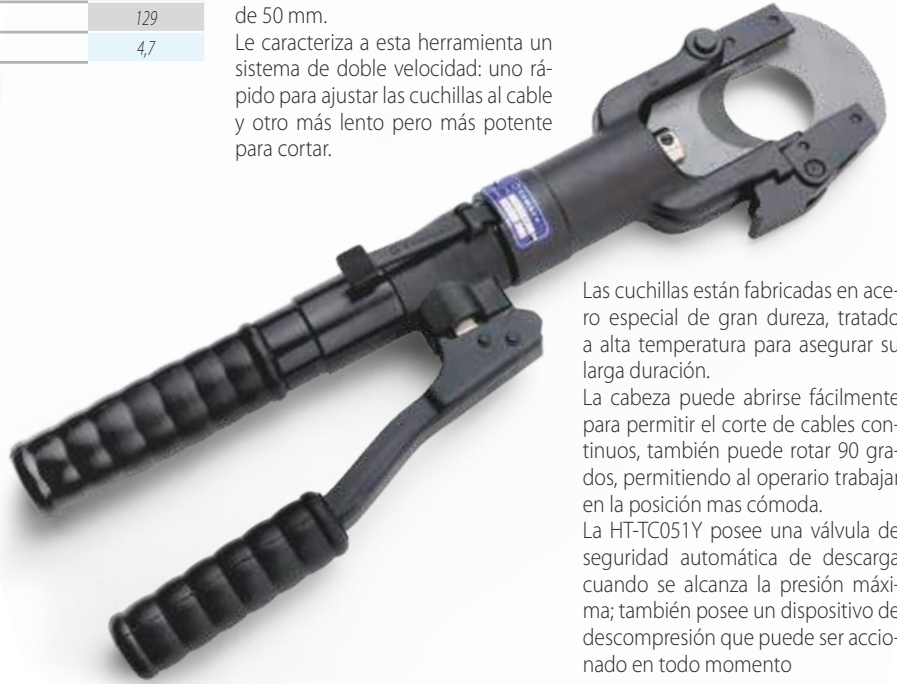 129
4,7
de 50 mm.
Le caracteriza a esta herramienta un
sistema de doble velocidad: uno rá-
pido para ajustar las cuchillas al cable
y otro más lento pero más potente
para cortar.
Las cuchillas están fabricadas en ace-
ro especial de gran dureza, tratado
a alta temperatura para asegurar su
larga duración.
La cabeza puede abrirse fácilmente
para permitir el corte de cables con-
tinuos, también puede rotar 90 gra-
dos, permitiendo al operario trabajar
en la posición mas cómoda.
La HT-TC051Y posee una válvula de
seguridad automática de descarga
cuando se alcanza la presión máxi-
ma; también posee un dispositivo de
descompresión que puede ser accio-
nado en todo momento